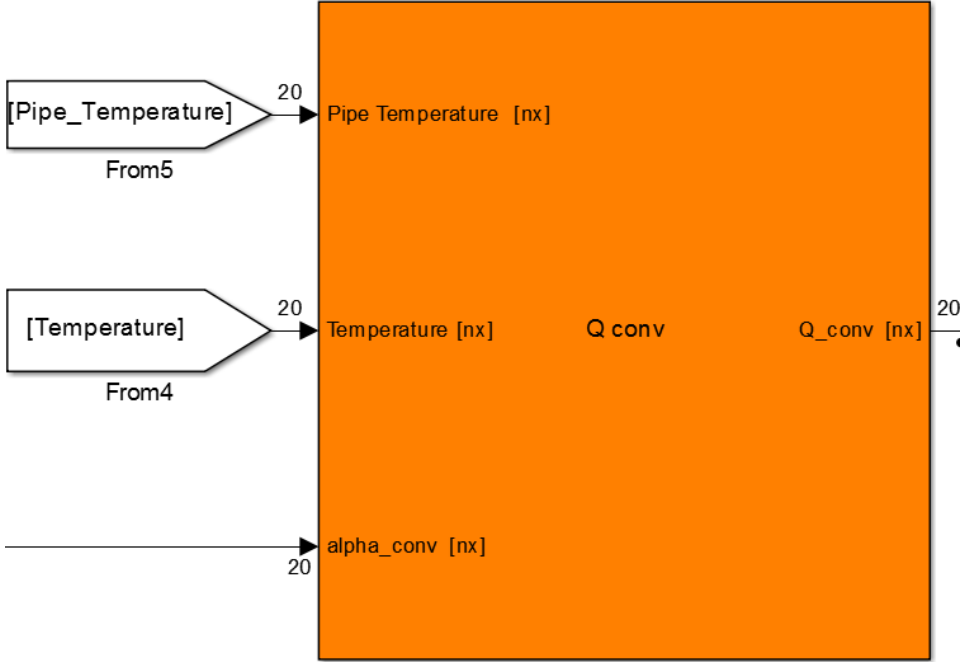 [Pipe_Temperature]
20
Pipe Temperature [nx]
From5
[Temperature]
20
Temperature [nx]
Q conv
Q_conv [nx]
20
From4
alpha_conv [nx]
20